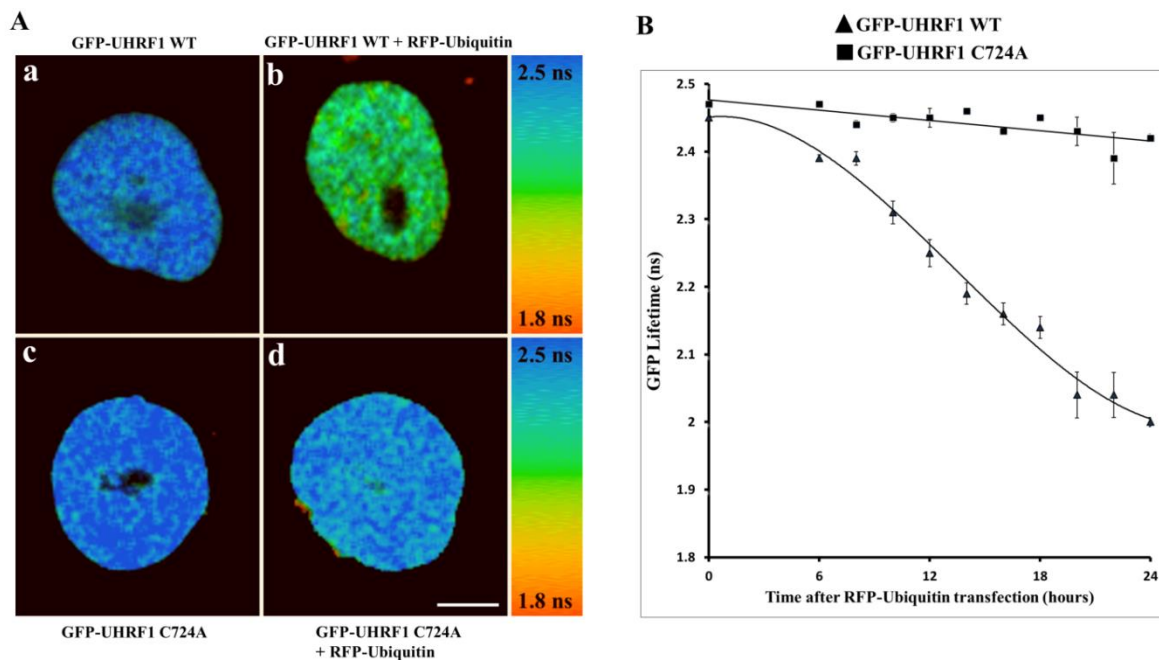 A
GFP-UHRF1 WT
GFP-UHRF1 WT + RFP-Ubiquitin
a
b
2.5 ns
1.8 ns
c
d
2.5 ns
1.8 ns
GFP-UHRF1 C724A
GFP-UHRF1 C724A
+ RFP-Ubiquitin
B
GFP-UHRF1 WT
GFP-UHRF1 C724A
2.5
2.4
2.3
2.2
2.1
2
1.9
1.8
GFP Lifetime (ns)
0
6
12
18
24
Time after RFP-Ubiquitin transfection (hours)